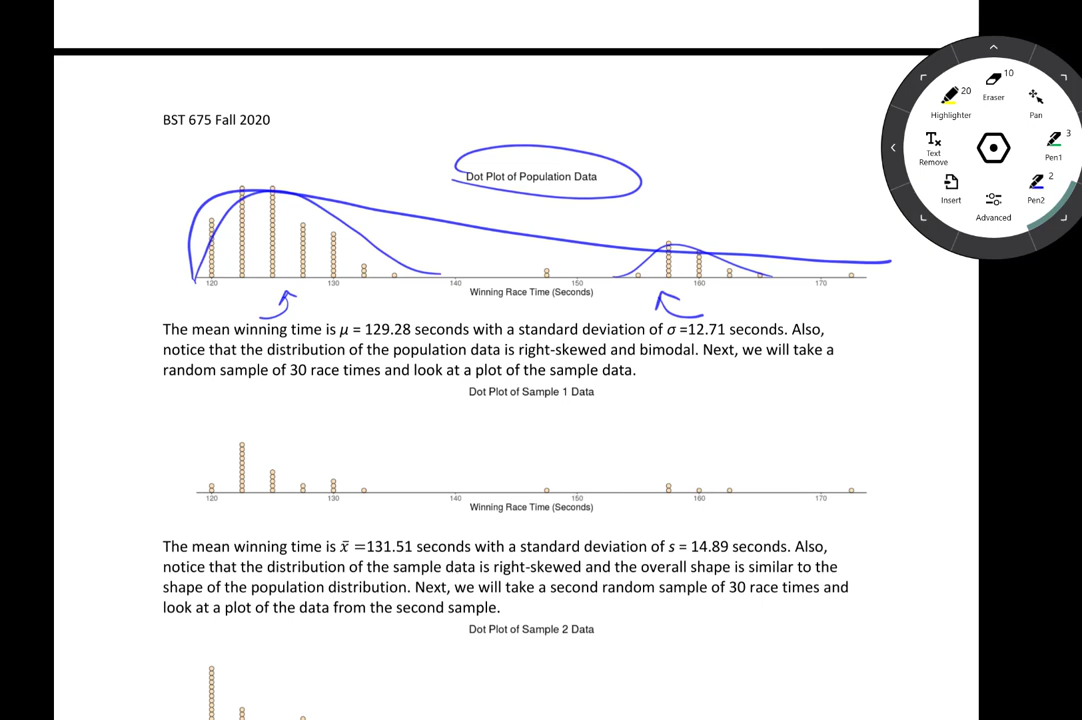 BST 675 Fall 2020
Dot Plot of Population Data
120 130 140 150 160 170
Winning Race Time (Seconds)
The mean winning time is μ = 129.28 seconds with a standard deviation of σ =12.71 seconds. Also,
notice that the distribution of the population data is right-skewed and bimodal. Next, we will take a
random sample of 30 race times and look at a plot of the sample data.
Dot Plot of Sample 1 Data
120 130 140 150 160 170
Winning Race Time (Seconds)
The mean winning time is x̄ =131.51 seconds with a standard deviation of s = 14.89 seconds. Also,
notice that the distribution of the sample data is right-skewed and the overall shape is similar to the
shape of the population distribution. Next, we will take a second random sample of 30 race times and
look at a plot of the data from the second sample.
Dot Plot of Sample 2 Data
10
Eraser
20
Highlighter
Pan
Tx
Text
Remove
3
Pen1
Insert
2
Pen2
Advanced